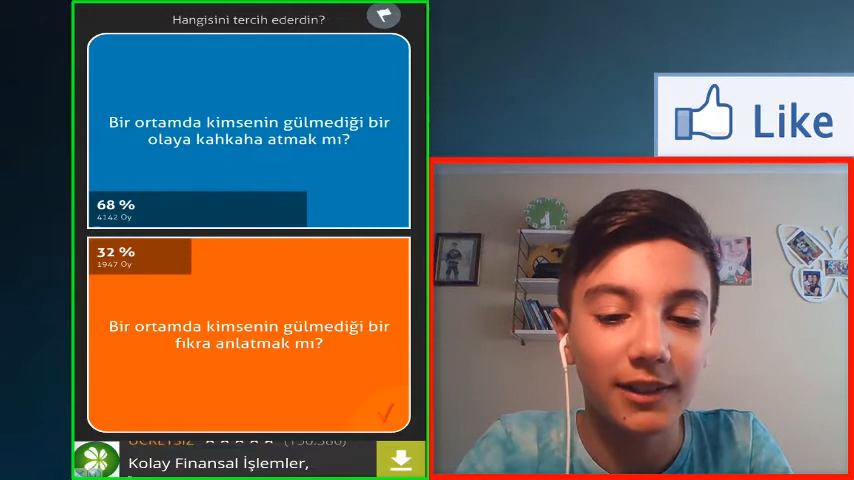 Hangisini tercih ederdin?
Bir ortamda kimsenin gülmediği bir
olaya kahkaha atmak mı?
68 %
4142 Oy
32 %
1947 Oy
Bir ortamda kimsenin gülmediği bir
fıkra anlatmak mı?
ÜCRETSİZ
Kolay Finansal İşlemler,
Like